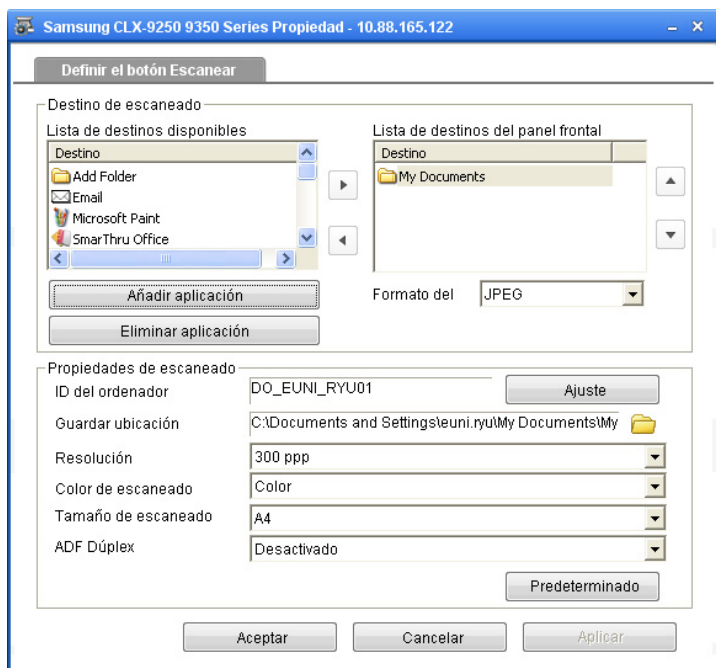 Samsung CLX-9250 9350 Series Propiedad - 10.88.165.122
Definir el botón Escanear
Destino de escaneado
Lista de destinos disponibles
Destino
Add Folder
Email
Microsoft Paint
SmarThru Office
Lista de destinos del panel frontal
Destino
My Documents
Añadir aplicación
Eliminar aplicación
Formato del JPEG
Propiedades de escaneado
ID del ordenador DO_EUNI_RYU01 Ajuste
Guardar ubicación C:\Documents and Settings\euni.ryu\My Documents\My
Resolución 300 ppp
Color de escaneado Color
Tamaño de escaneado A4
ADF Dúplex Desactivado
Predeterminado
Aceptar Cancelar Aplicar